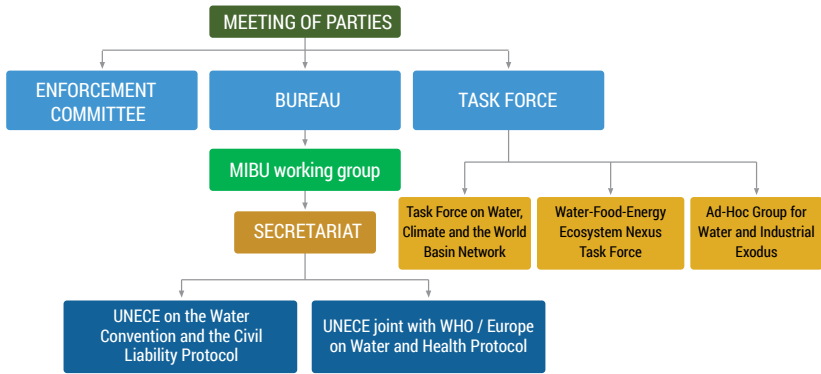 MEETING OF PARTIES
ENFORCEMENT
COMMITTEE
BUREAU
TASK FORCE
MIBU working group
SECRETARIAT
Task Force on Water,
Climate and the World
Basin Network
Water-Food-Energy
Ecosystem Nexus
Task Force
Ad-Hoc Group for
Water and Industrial
Exodus
UNECE on the Water
Convention and the Civil
Liability Protocol
UNECE joint with WHO / Europe
on Water and Health Protocol